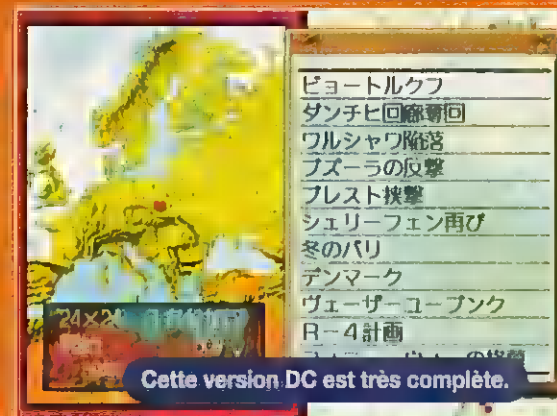 ピョートルクフ
ダンチヒ回廊奪回
ワルシャワ陥落
ブズーラの反撃
ブレスト挟撃
シェリーフェン再び
冬のパリ
デンマーク
ヴェーザーユーブンク
R－4計画
Cette version DC est très complète.